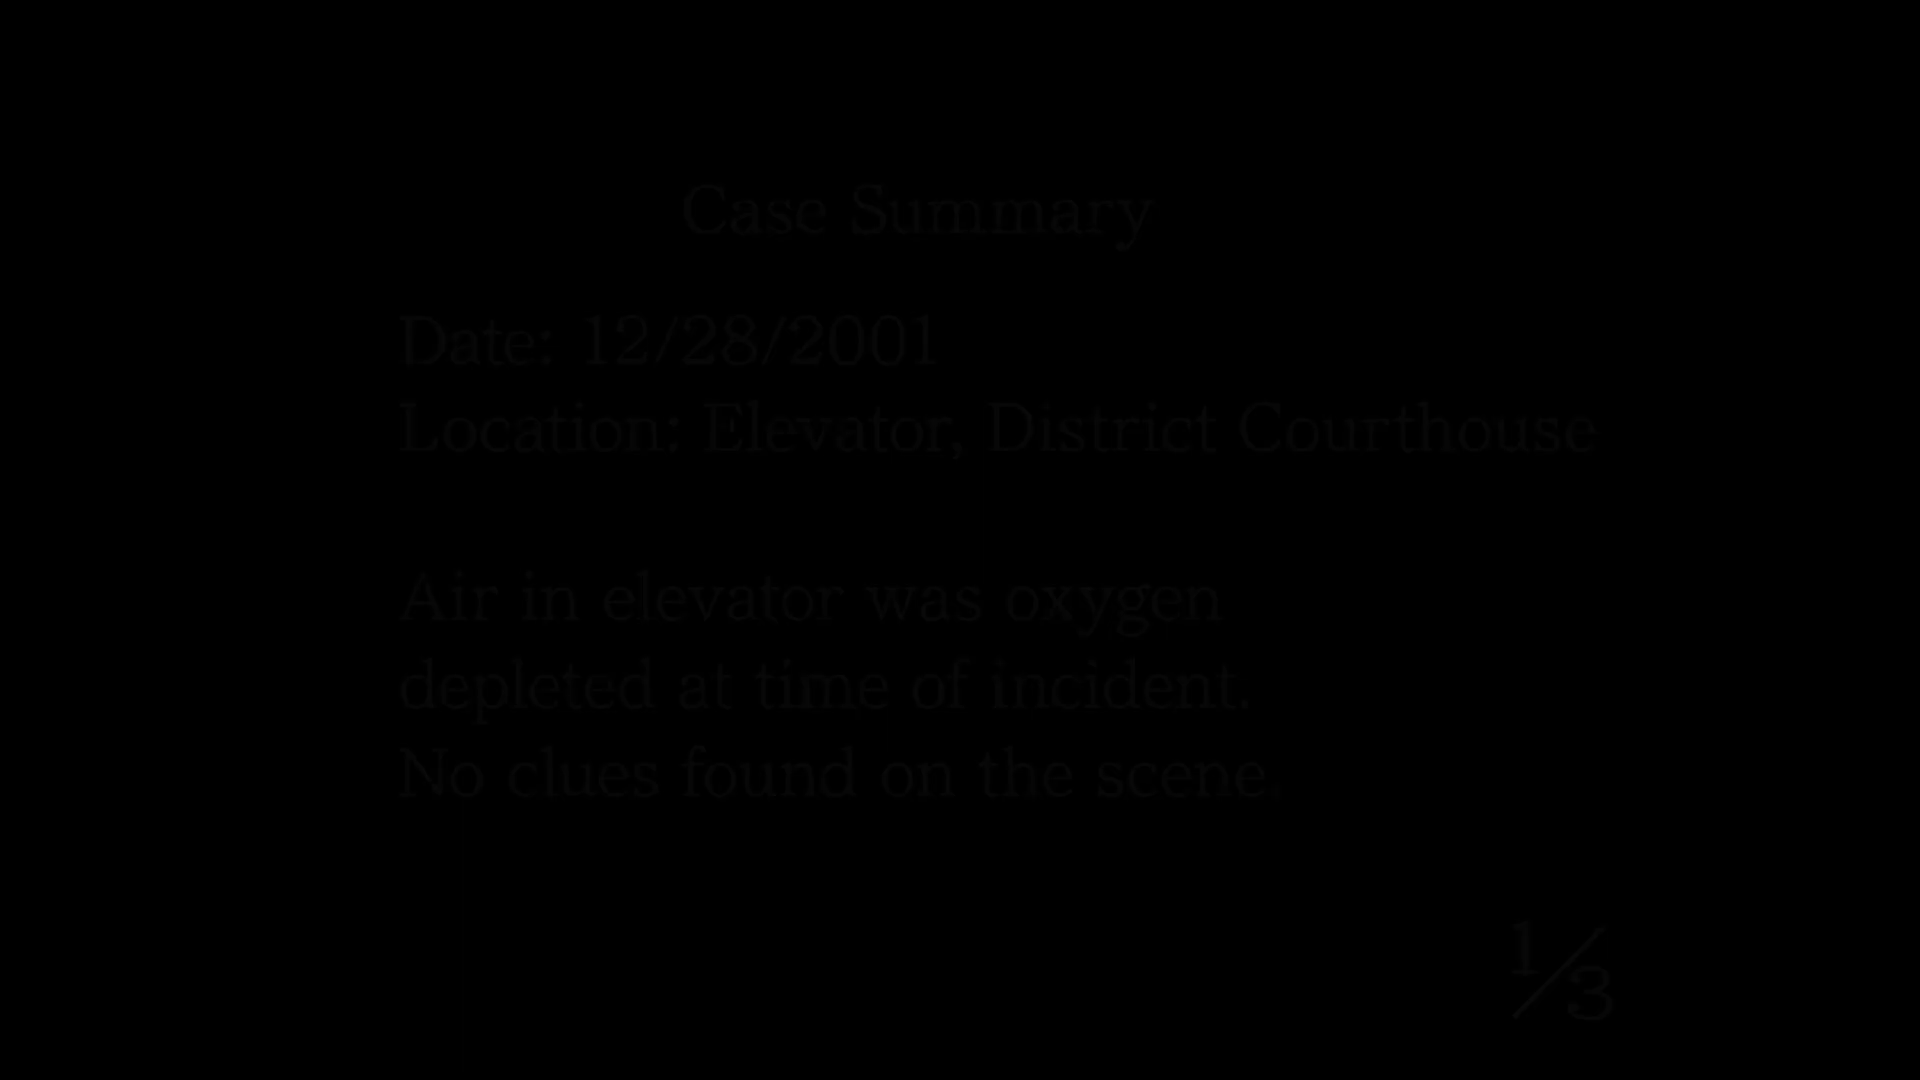 Case Summary
Date: 12/28/2001
Location: Elevator, District Courthouse
Air in elevator was oxygen
depleted at time of incident.
No clues found on the scene.
1/3